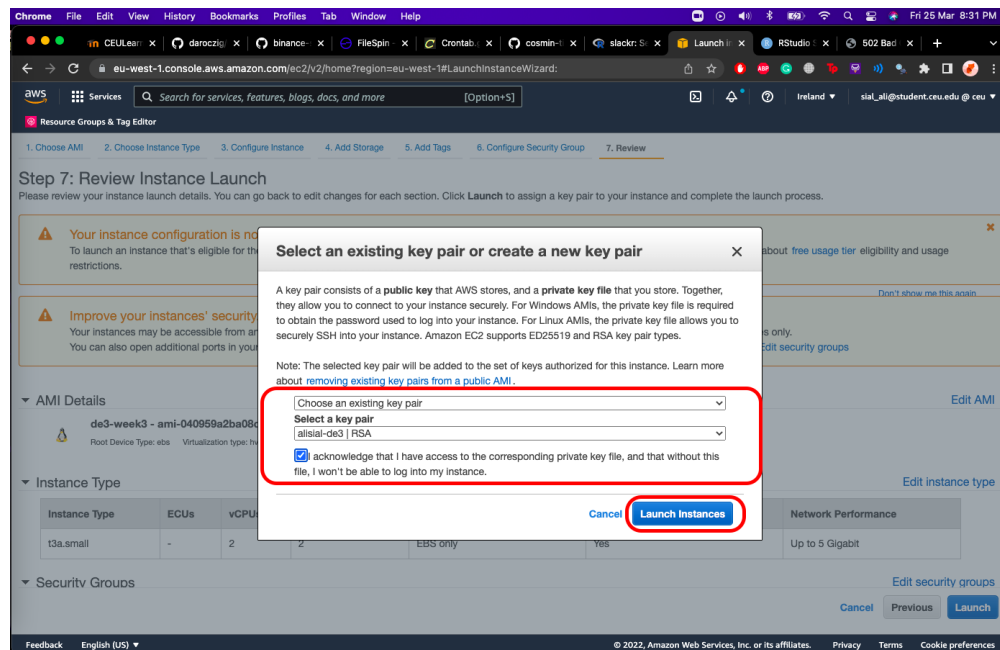 Chrome File Edit View History Bookmarks Profiles Tab Window Help Fri 25 Mar 8:31 PM
CEULearn daroczig/ binance- FileSpin - Crontab.g cosmin-t slackr: Se Launch in RStudio S 502 Bad
eu-west-1.console.aws.amazon.com/ec2/v2/home?region=eu-west-1#LaunchInstanceWizard:
aws Services Search for services, features, blogs, docs, and more [Option+S] Ireland ▼ sial_ali@student.ceu.edu @ ceu ▼
Resource Groups & Tag Editor
1. Choose AMI 2. Choose Instance Type 3. Configure Instance 4. Add Storage 5. Add Tags 6. Configure Security Group 7. Review
Step 7: Review Instance Launch
Please review your instance launch details. You can go back to edit changes for each section. Click Launch to assign a key pair to your instance and complete the launch process.
Your instance configuration is no
To launch an instance that's eligible for the about free usage tier eligibility and usage
restrictions.
Don't show me this again
Improve your instances' security
Your instances may be accessible from an s only.
You can also open additional ports in your Edit security groups
AMI Details Edit AMI
de3-week3 - ami-040959a2ba08c
Root Device Type: ebs Virtualization type: hv
Instance Type Edit instance type
Instance Type ECUs vCPU Network Performance
t3a.small - 2 2 EBS only Yes Up to 5 Gigabit
Security Groups Edit security groups
Cancel Previous Launch
Select an existing key pair or create a new key pair
A key pair consists of a public key that AWS stores, and a private key file that you store. Together,
they allow you to connect to your instance securely. For Windows AMIs, the private key file is required
to obtain the password used to log into your instance. For Linux AMIs, the private key file allows you to
securely SSH into your instance. Amazon EC2 supports ED25519 and RSA key pair types.
Note: The selected key pair will be added to the set of keys authorized for this instance. Learn more
about removing existing key pairs from a public AMI .
Choose an existing key pair
Select a key pair
alisial-de3 | RSA
I acknowledge that I have access to the corresponding private key file, and that without this
file, I won't be able to log into my instance.
Cancel Launch Instances
Feedback English (US) ▼ © 2022, Amazon Web Services, Inc. or its affiliates. Privacy Terms Cookie preferences